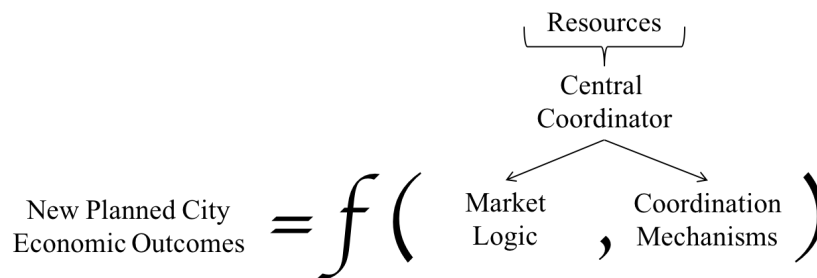 Resources
Central
Coordinator
New Planned City
Economic Outcomes
= f (
Market
Logic
,
Coordination
Mechanisms
)